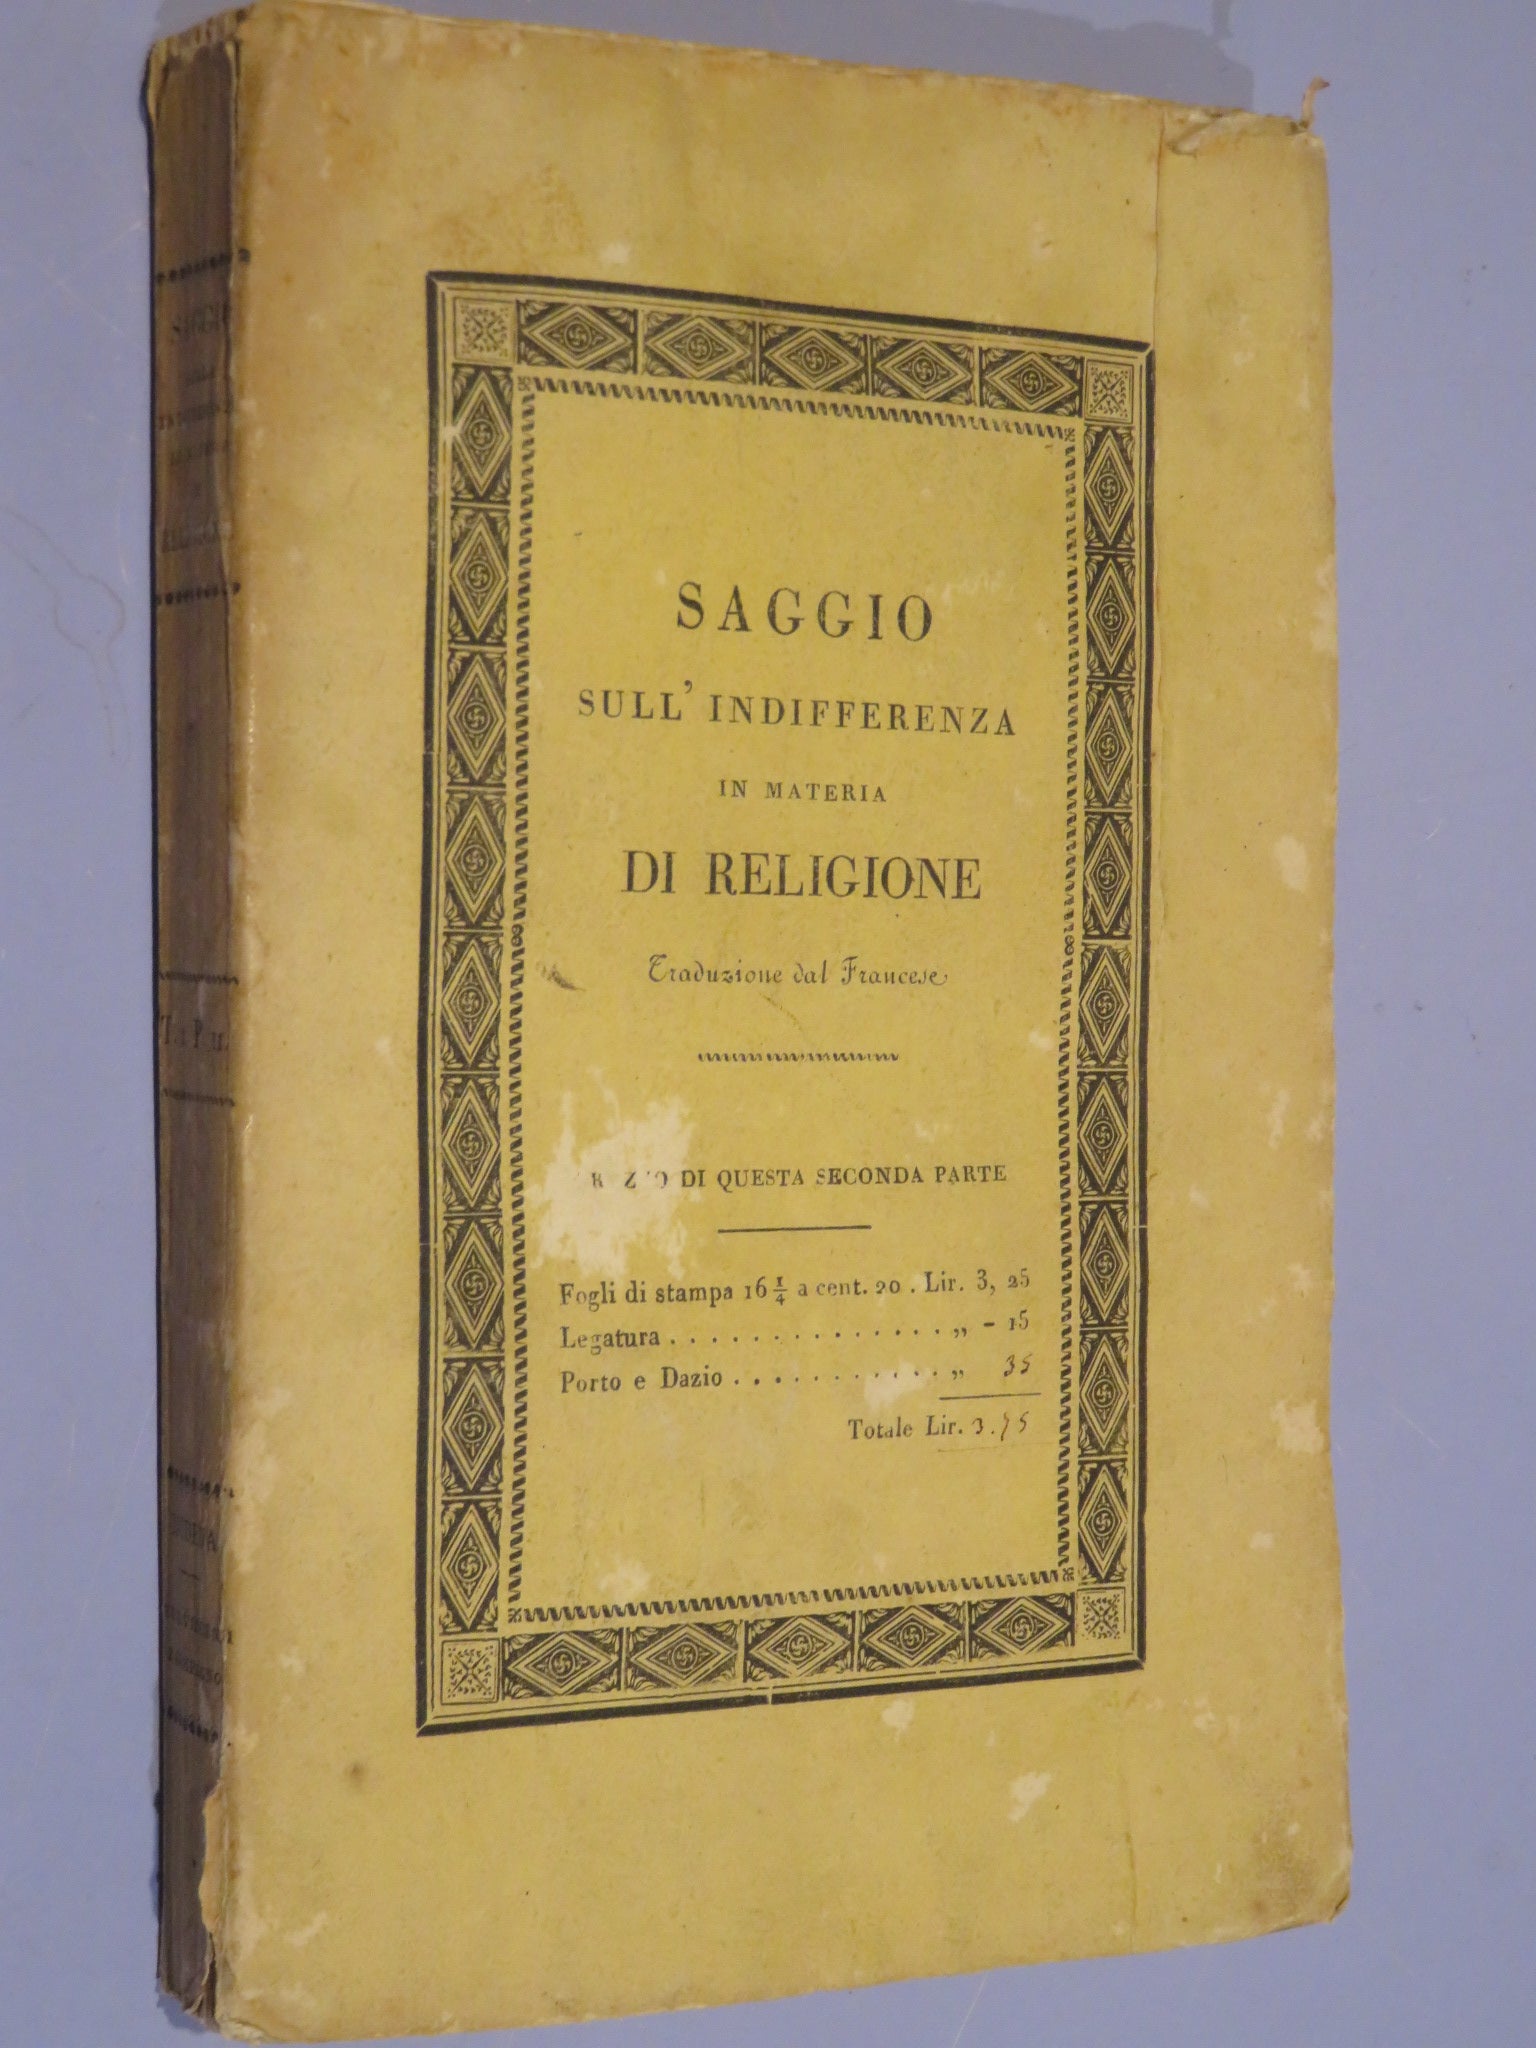 SAGGIO
SULL' INDIFFERENZA
IN MATERIA
DI RELIGIONE
Traduzione dal Francese
DI QUESTA SECONDA PARTE
Fogli di stampa 16 1/4 a cent. 20 . Lir. 3, 25
Legatura . . . . . . . . . . . . . . „ - 15
Porto e Dazio . . . . . . . . . . . „ 35
Totale Lir. 3.75
SAGGIO